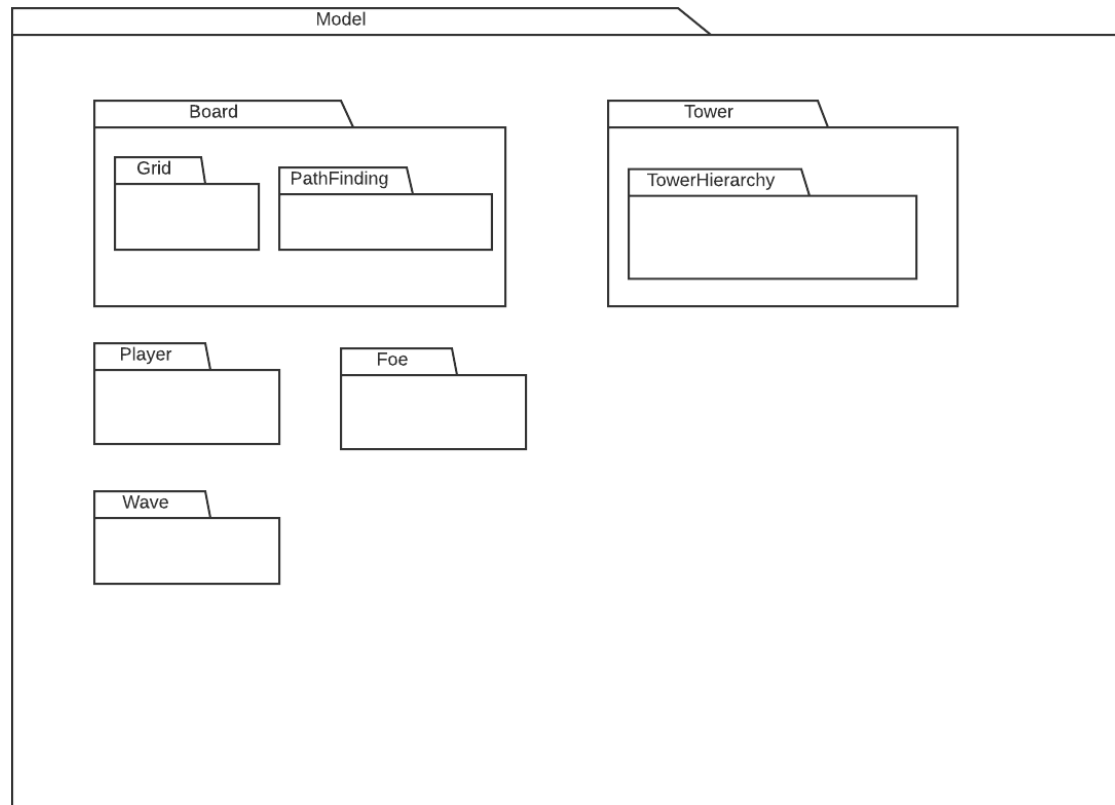 Model
Board
Tower
Grid
PathFinding
TowerHierarchy
Player
Foe
Wave